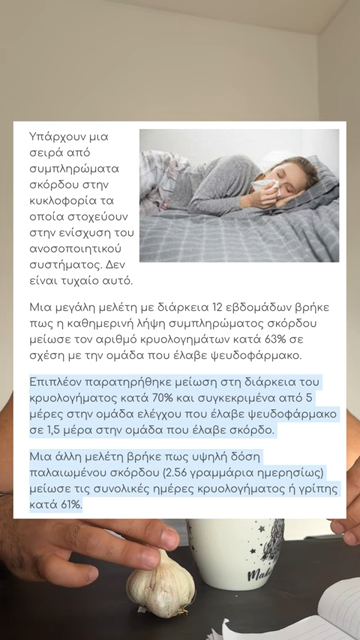 Υπάρχουν μια
σειρά από
συμπληρώματα
σκόρδου στην
κυκλοφορία τα
οποία στοχεύουν
στην ενίσχυση του
ανοσοποιητικού
συστήματος. Δεν
είναι τυχαίο αυτό.
Μια μεγάλη μελέτη με διάρκεια 12 εβδομάδων βρήκε
πως η καθημερινή λήψη συμπληρώματος σκόρδου
μείωσε τον αριθμό κρυολογημάτων κατά 63% σε
σχέση με την ομάδα που έλαβε ψευδοφάρμακο.
Επιπλέον παρατηρήθηκε μείωση στη διάρκεια του
κρυολογήματος κατά 70% και συγκεκριμένα από 5
μέρες στην ομάδα ελέγχου που έλαβε ψευδοφάρμακο
σε 1,5 μέρα στην ομάδα που έλαβε σκόρδο.
Μια άλλη μελέτη βρήκε πως υψηλή δόση
παλαιωμένου σκόρδου (2.56 γραμμάρια ημερησίως)
μείωσε τις συνολικές ημέρες κρυολογήματος ή γρίπης
κατά 61%.